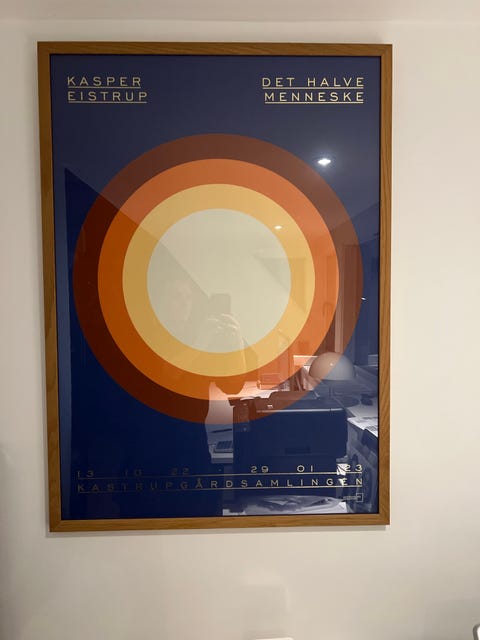 KASPER
EISTRUP
DET HALVE
MENNESKE
13 10 22 29 01 23
KASTRUPGÅRDSAMLINGEN